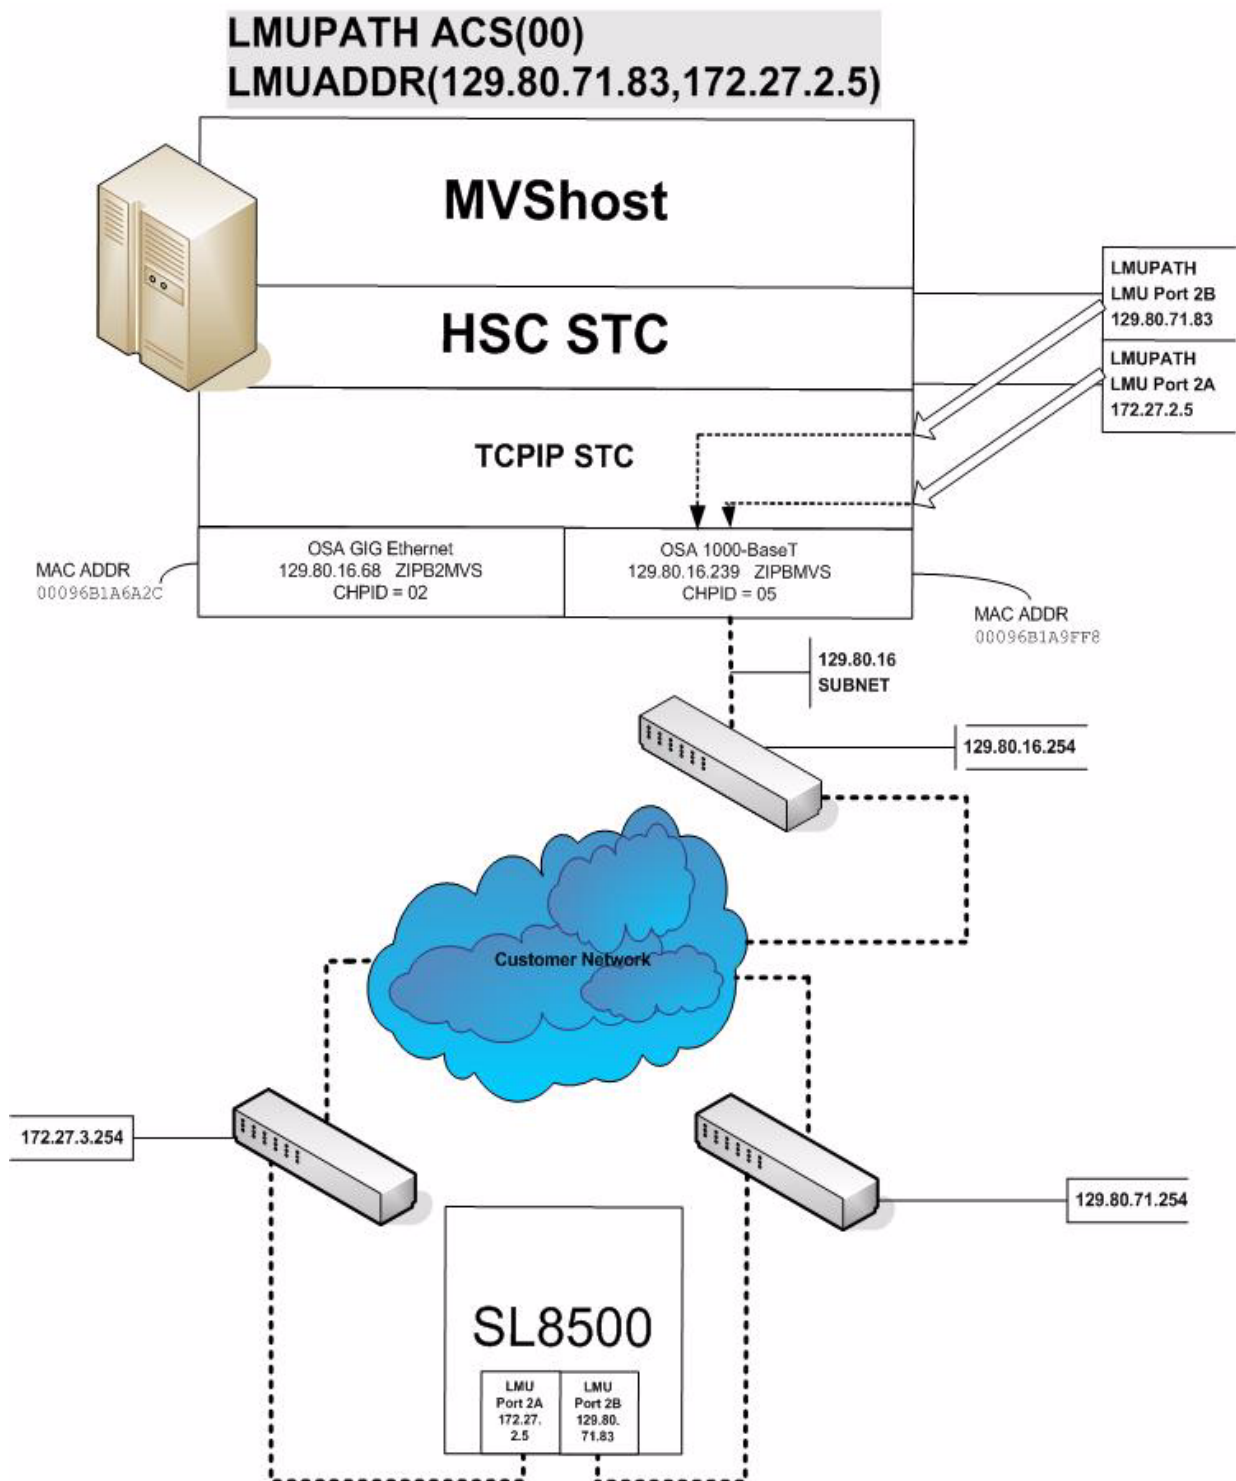 LMUPATH ACS(00)
LMUADDR(129.80.71.83,172.27.2.5)
MVShost
HSC STC
TCPIP STC
LMUPATH
LMU Port 2B
129.80.71.83
LMUPATH
LMU Port 2A
172.27.2.5
OSA GIG Ethernet
129.80.16.68 ZIPB2MVS
CHPID = 02
OSA 1000-BaseT
129.80.16.239 ZIPBMVS
CHPID = 05
MAC ADDR
00096B1A6A2C
MAC ADDR
00096B1A9FF8
129.80.16
SUBNET
129.80.16.254
Customer Network
172.27.3.254
129.80.71.254
SL8500
LMU
Port 2A
172.27.
2.5
LMU
Port 2B
129.80.
71.83